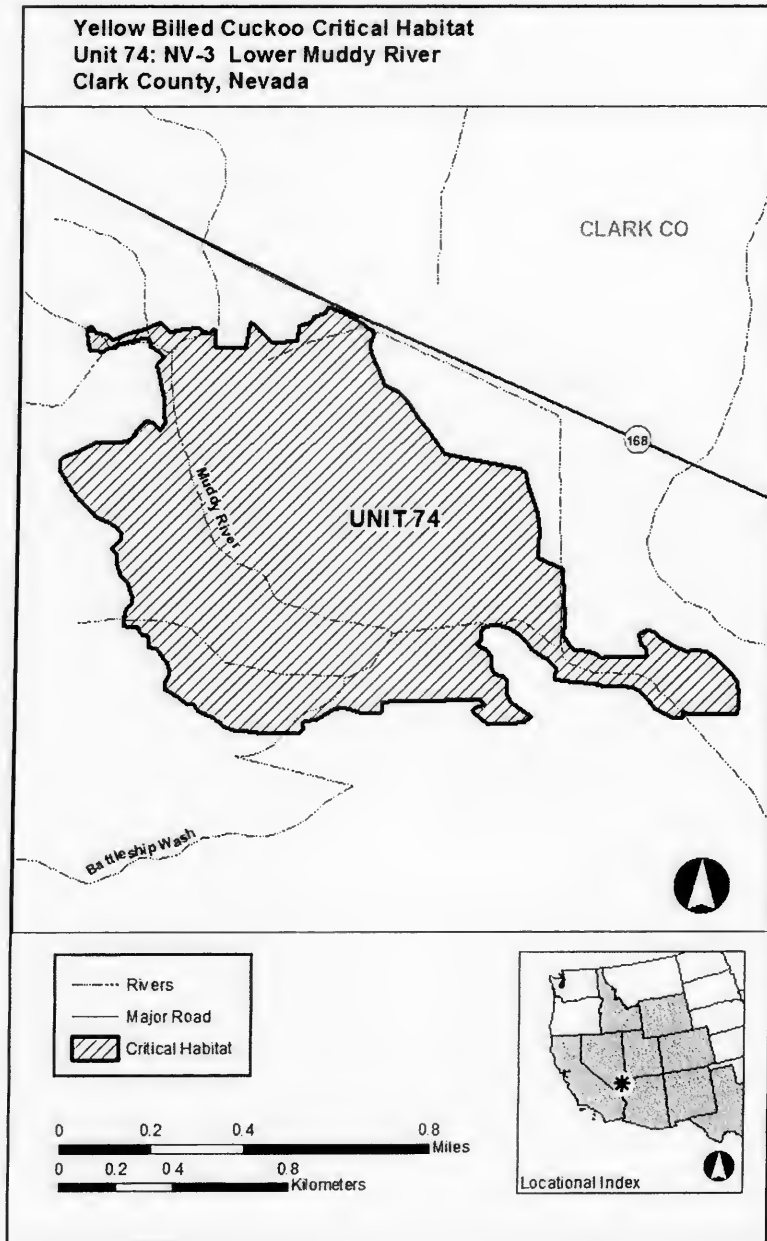 Yellow Billed Cuckoo Critical Habitat
Unit 74: NV-3 Lower Muddy River
Clark County, Nevada
CLARK CO
168
Muddy River
UNIT 74
Battleship Wash
Rivers
Major Road
Critical Habitat
0 0.2 0.4 0.8
Miles
0 0.2 0.4 0.8
Kilometers
Locational Index